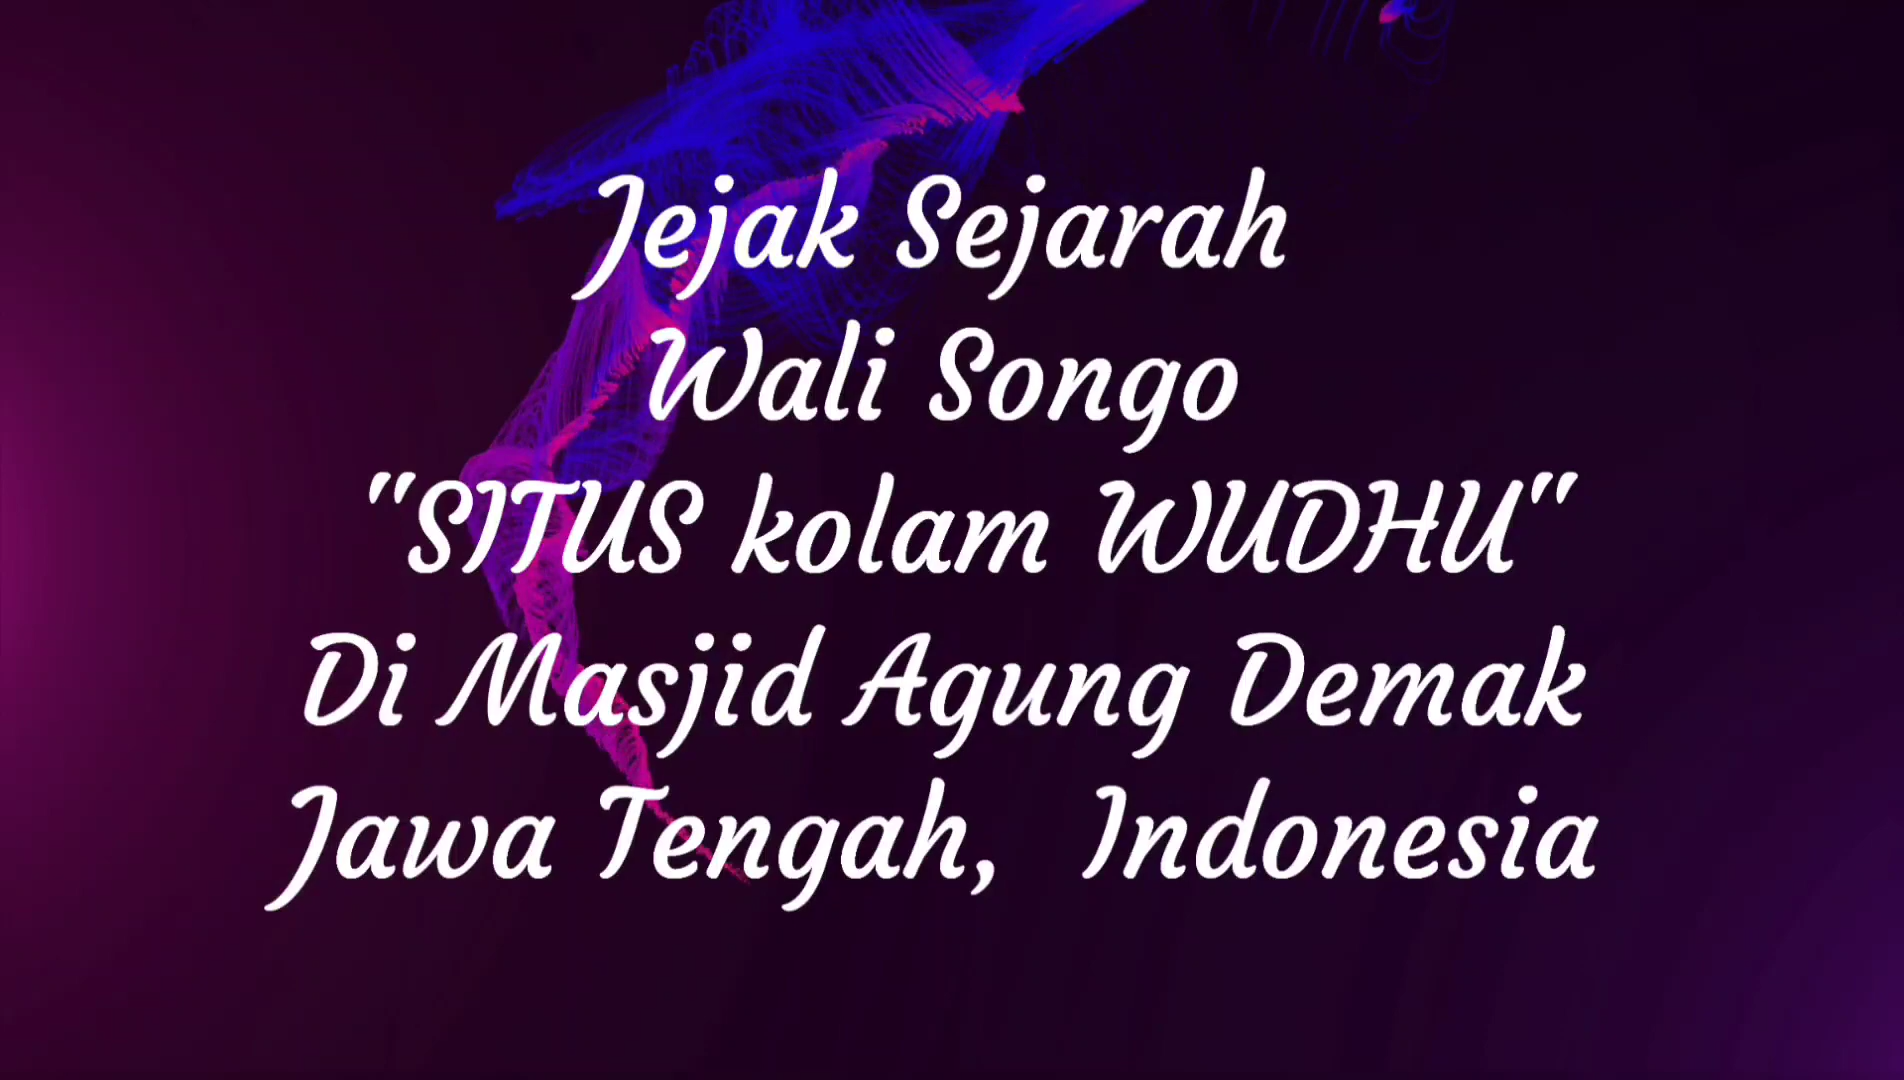 Jejak Sejarah
Wali Songo
"SITUS kolam WUDHU"
Di Masjid Agung Demak
Jawa Tengah, Indonesia